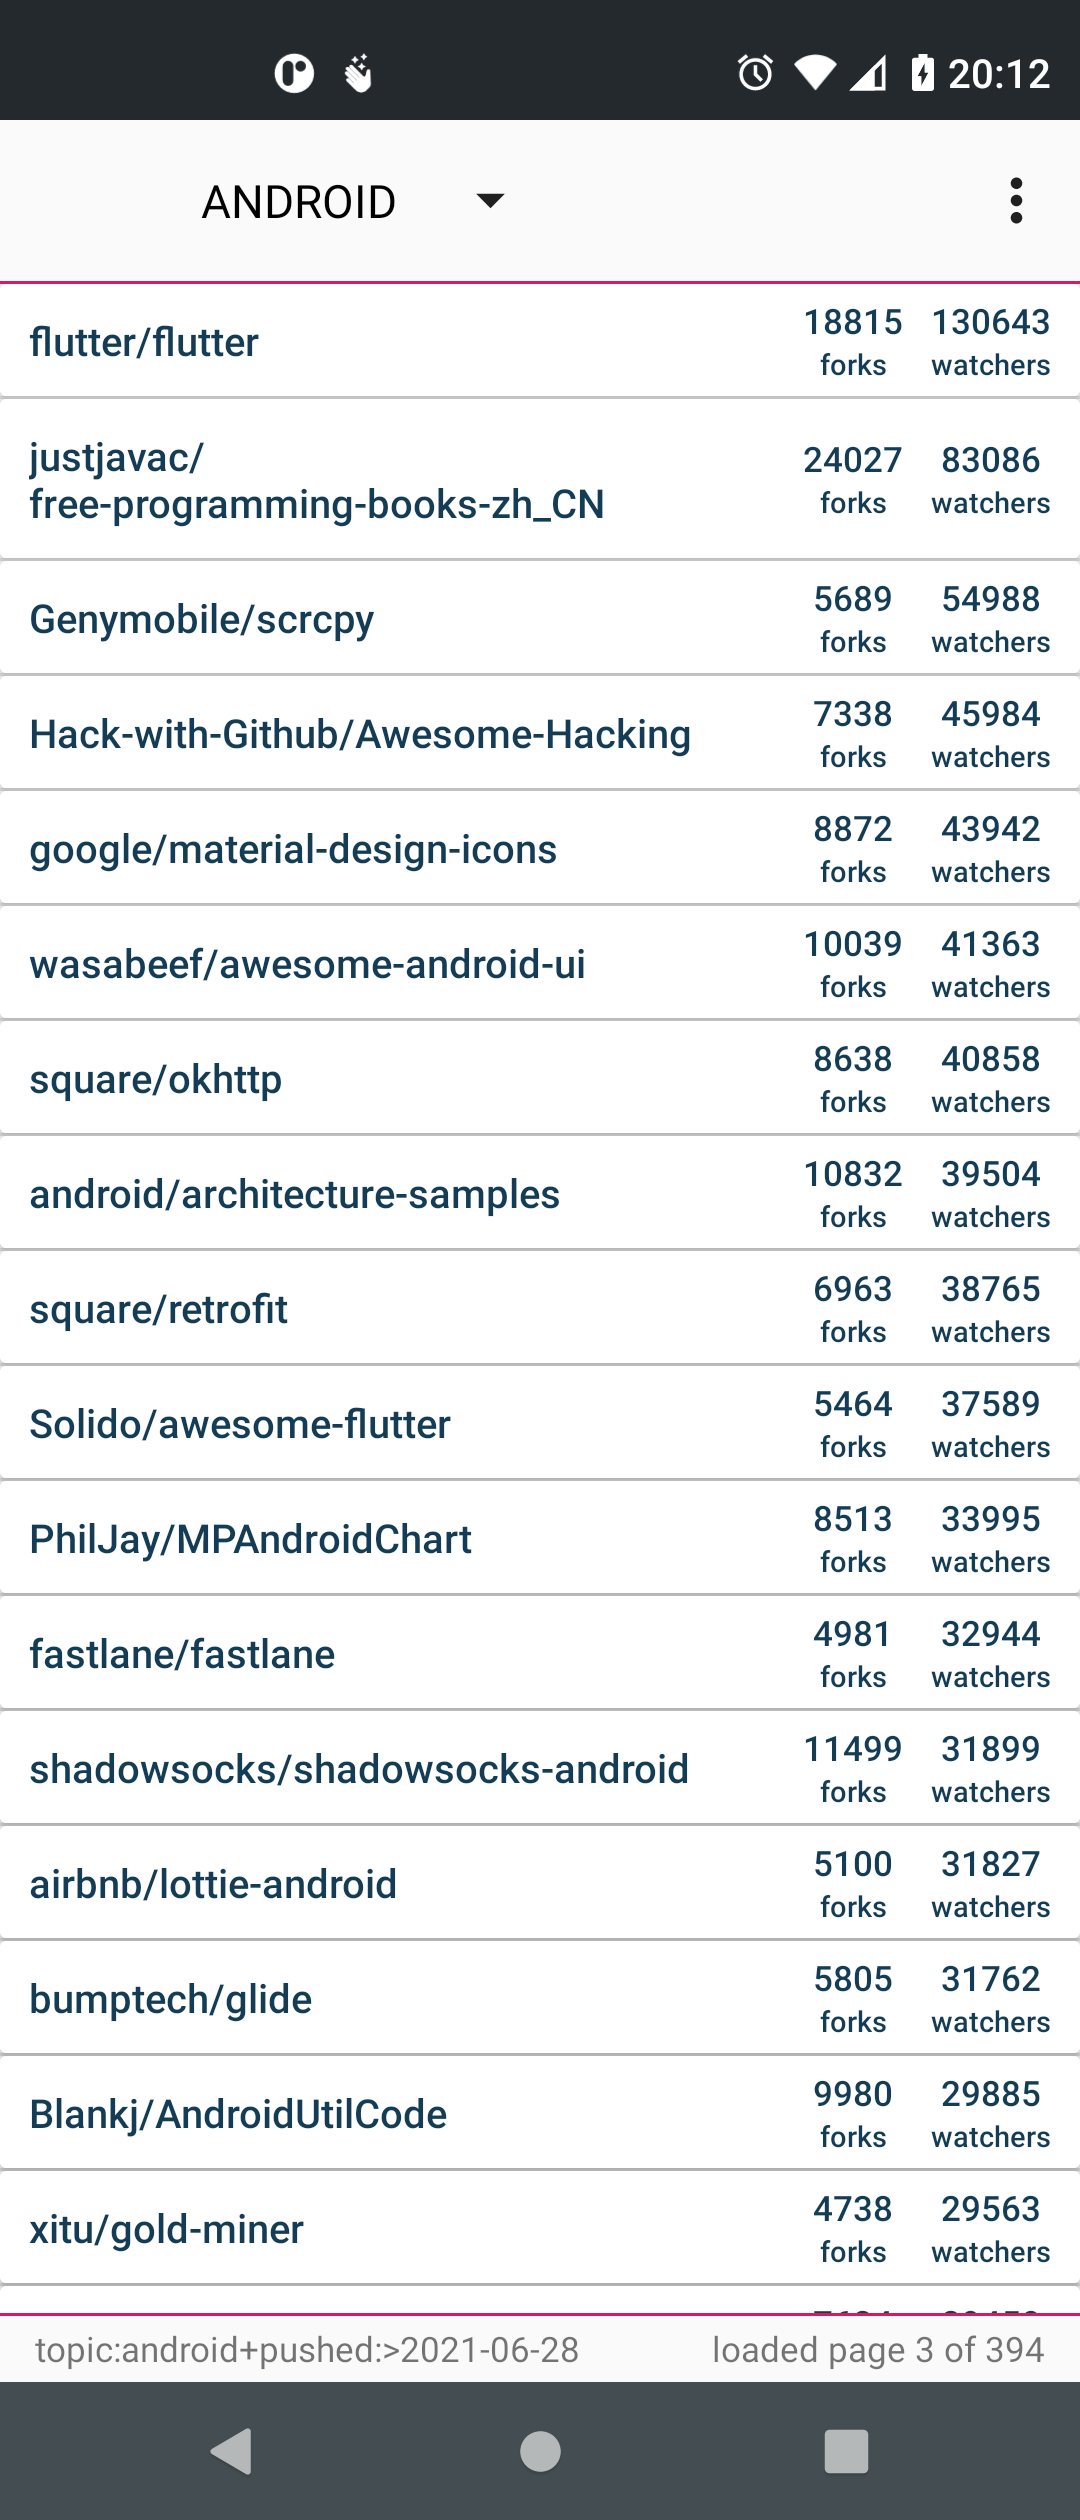 20:12
ANDROID
flutter/flutter
18815 130643
forks watchers
justjavac/
free-programming-books-zh_CN
24027 83086
forks watchers
Genymobile/scrcpy
5689 54988
forks watchers
Hack-with-Github/Awesome-Hacking
7338 45984
forks watchers
google/material-design-icons
8872 43942
forks watchers
wasabeef/awesome-android-ui
10039 41363
forks watchers
square/okhttp
8638 40858
forks watchers
android/architecture-samples
10832 39504
forks watchers
square/retrofit
6963 38765
forks watchers
Solido/awesome-flutter
5464 37589
forks watchers
PhilJay/MPAndroidChart
8513 33995
forks watchers
fastlane/fastlane
4981 32944
forks watchers
shadowsocks/shadowsocks-android
11499 31899
forks watchers
airbnb/lottie-android
5100 31827
forks watchers
bumptech/glide
5805 31762
forks watchers
Blankj/AndroidUtilCode
9980 29885
forks watchers
xitu/gold-miner
4738 29563
forks watchers
topic:android+pushed:>2021-06-28 loaded page 3 of 394